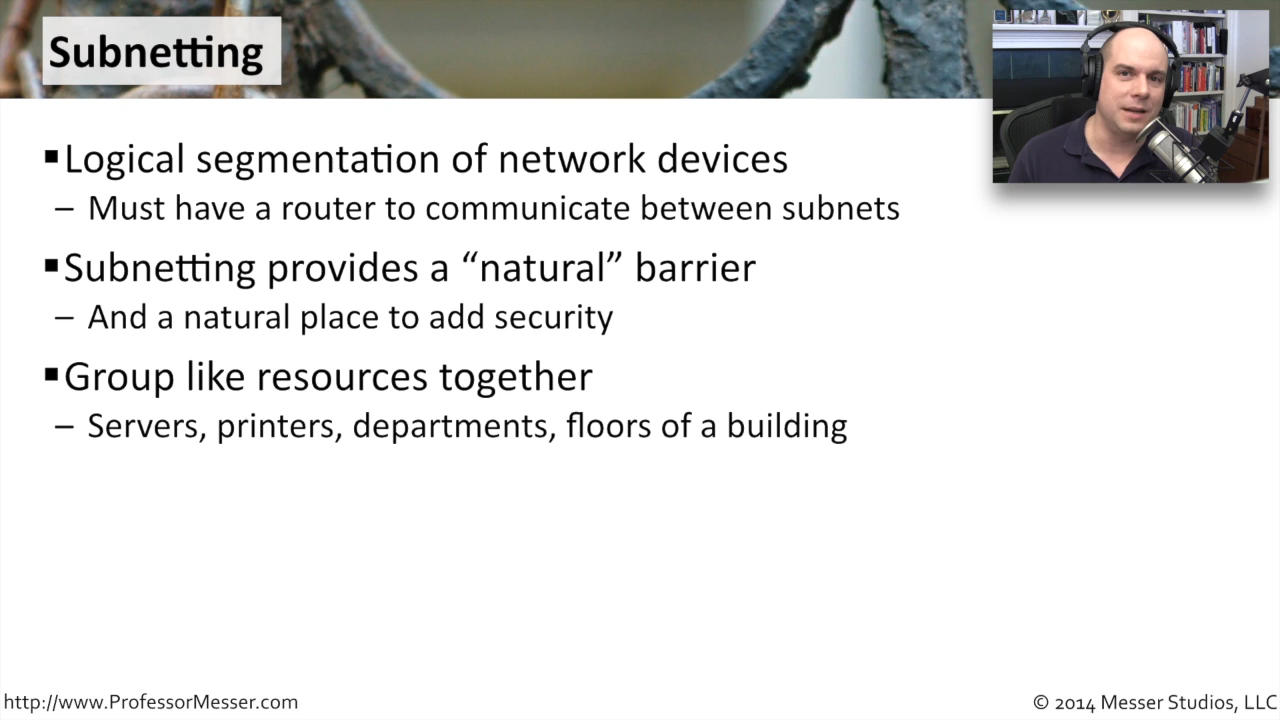 Subnetting
▪Logical segmentation of network devices
– Must have a router to communicate between subnets
▪Subnetting provides a “natural” barrier
– And a natural place to add security
▪Group like resources together
– Servers, printers, departments, floors of a building
http://www.ProfessorMesser.com
© 2014 Messer Studios, LLC